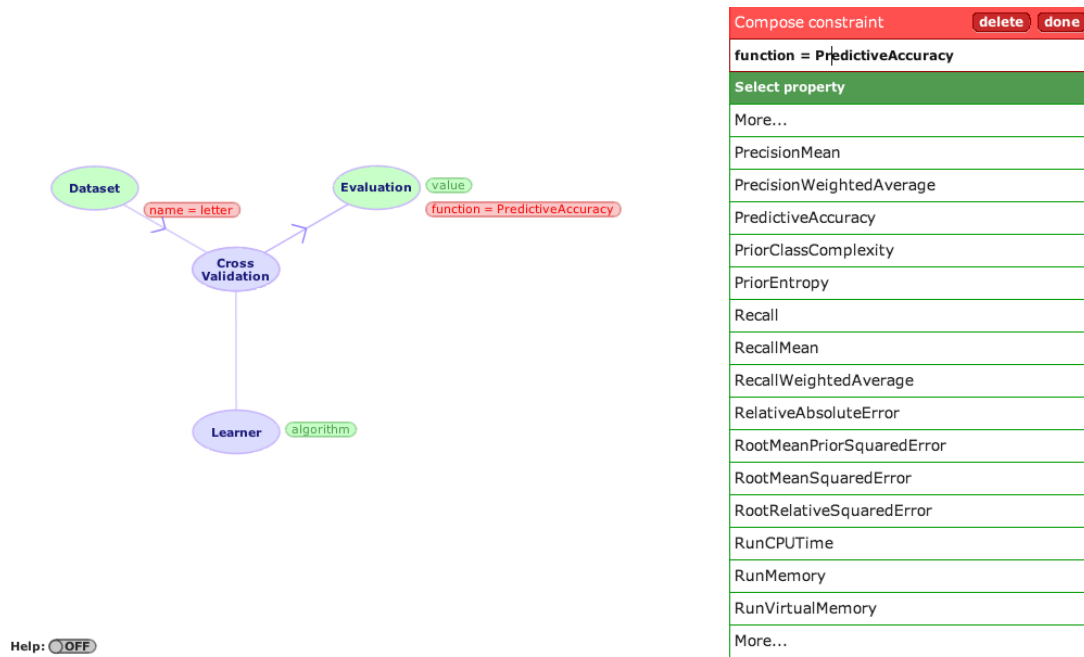 Dataset
name = letter
Evaluation
value
function = PredictiveAccuracy
Cross
Validation
Learner
algorithm
Help: OFF
Compose constraint
delete
done
function = PredictiveAccuracy
Select property
More...
PrecisionMean
PrecisionWeightedAverage
PredictiveAccuracy
PriorClassComplexity
PriorEntropy
Recall
RecallMean
RecallWeightedAverage
RelativeAbsoluteError
RootMeanPriorSquaredError
RootMeanSquaredError
RootRelativeSquaredError
RunCPUTime
RunMemory
RunVirtualMemory
More...